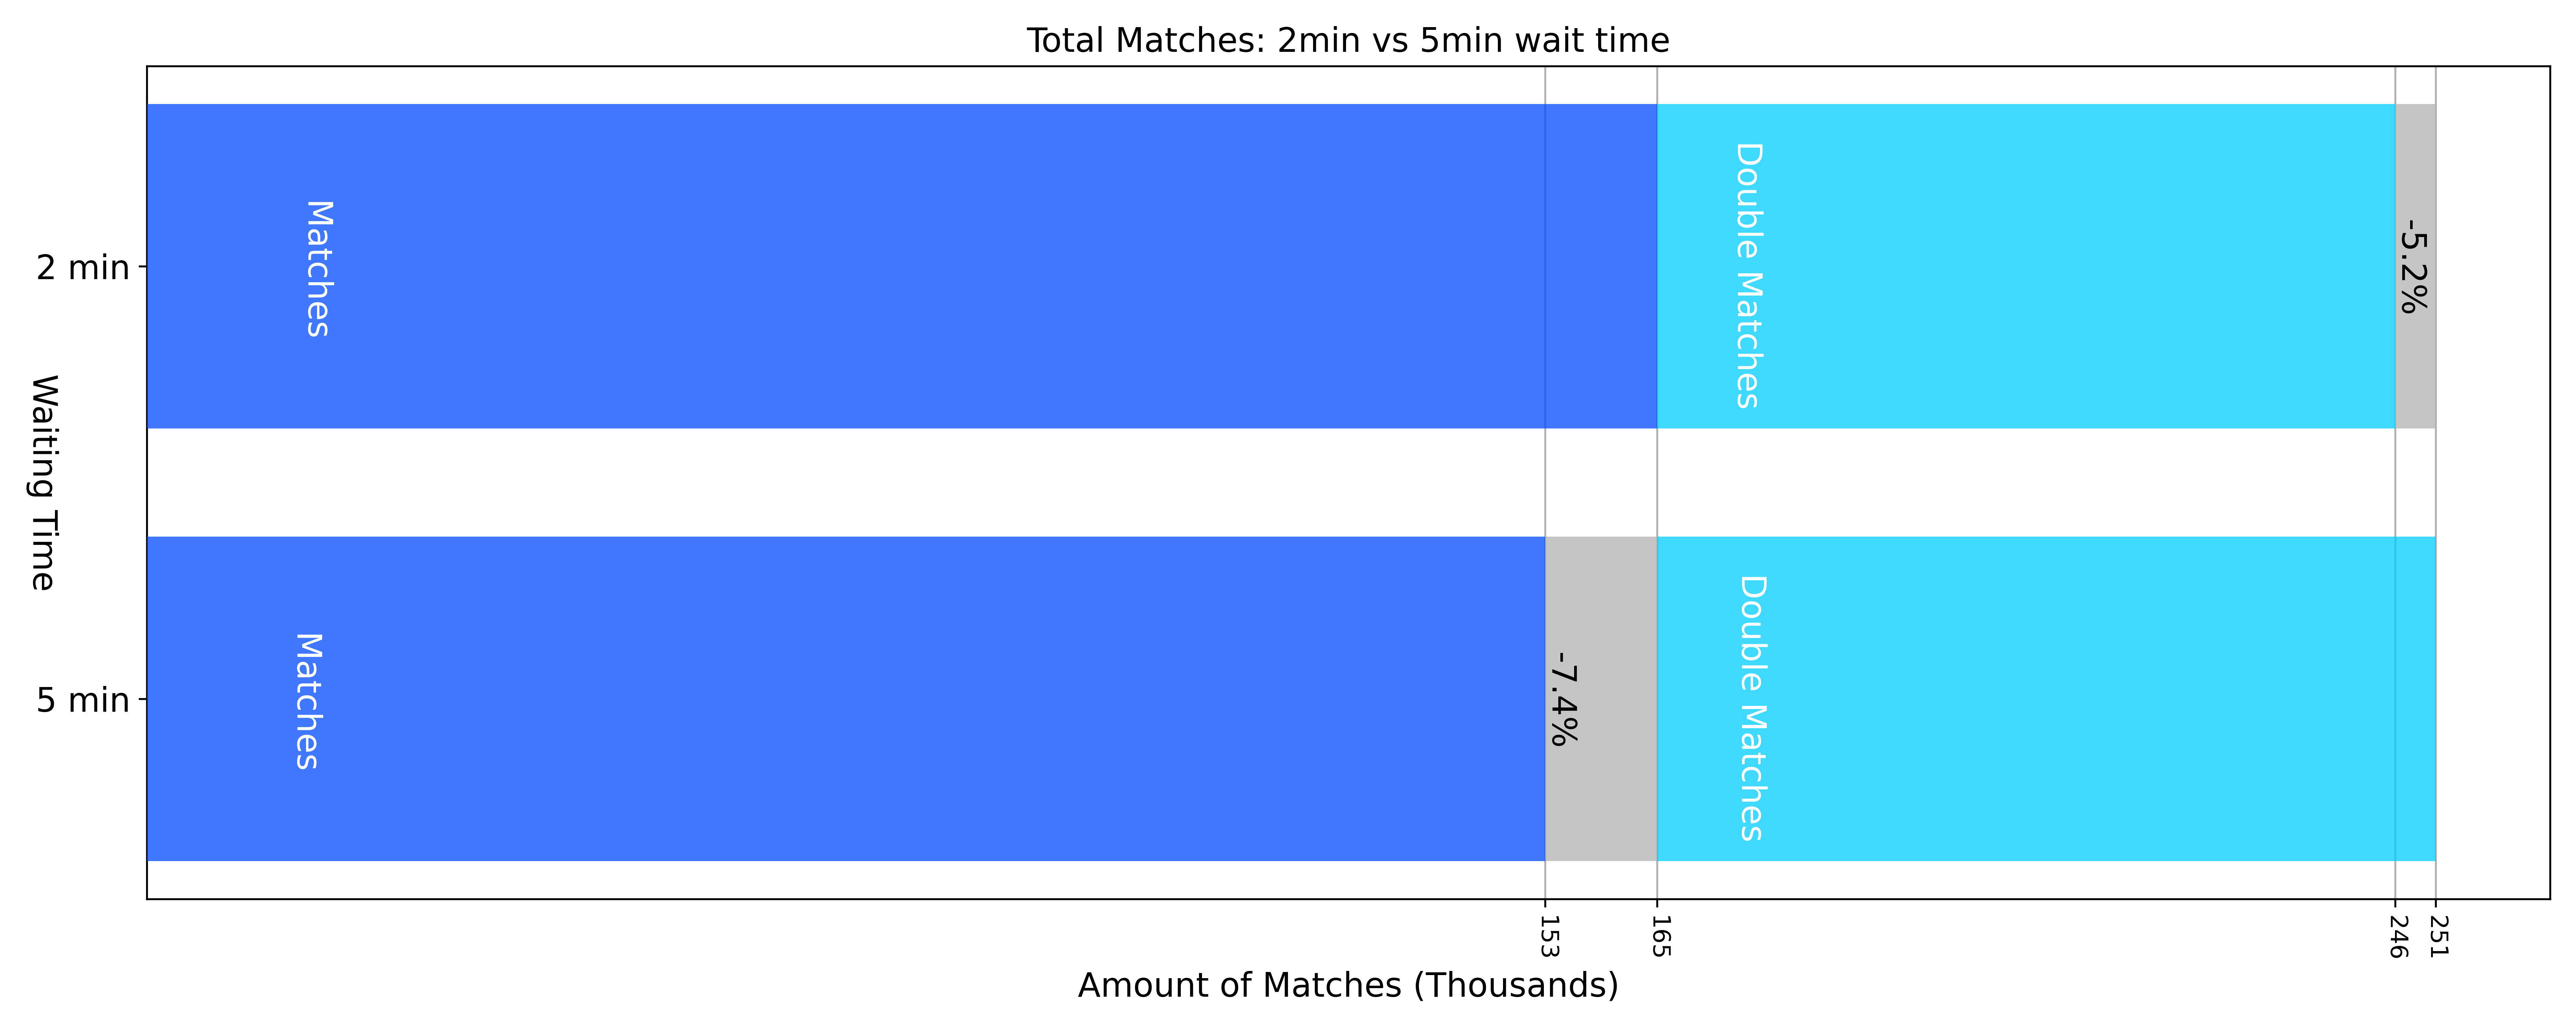 Total Matches: 2min vs 5min wait time
Waiting Time
2 min
Matches
Double Matches
-5.2%
5 min
Matches
-7.4%
Double Matches
153
165
246
251
Amount of Matches (Thousands)